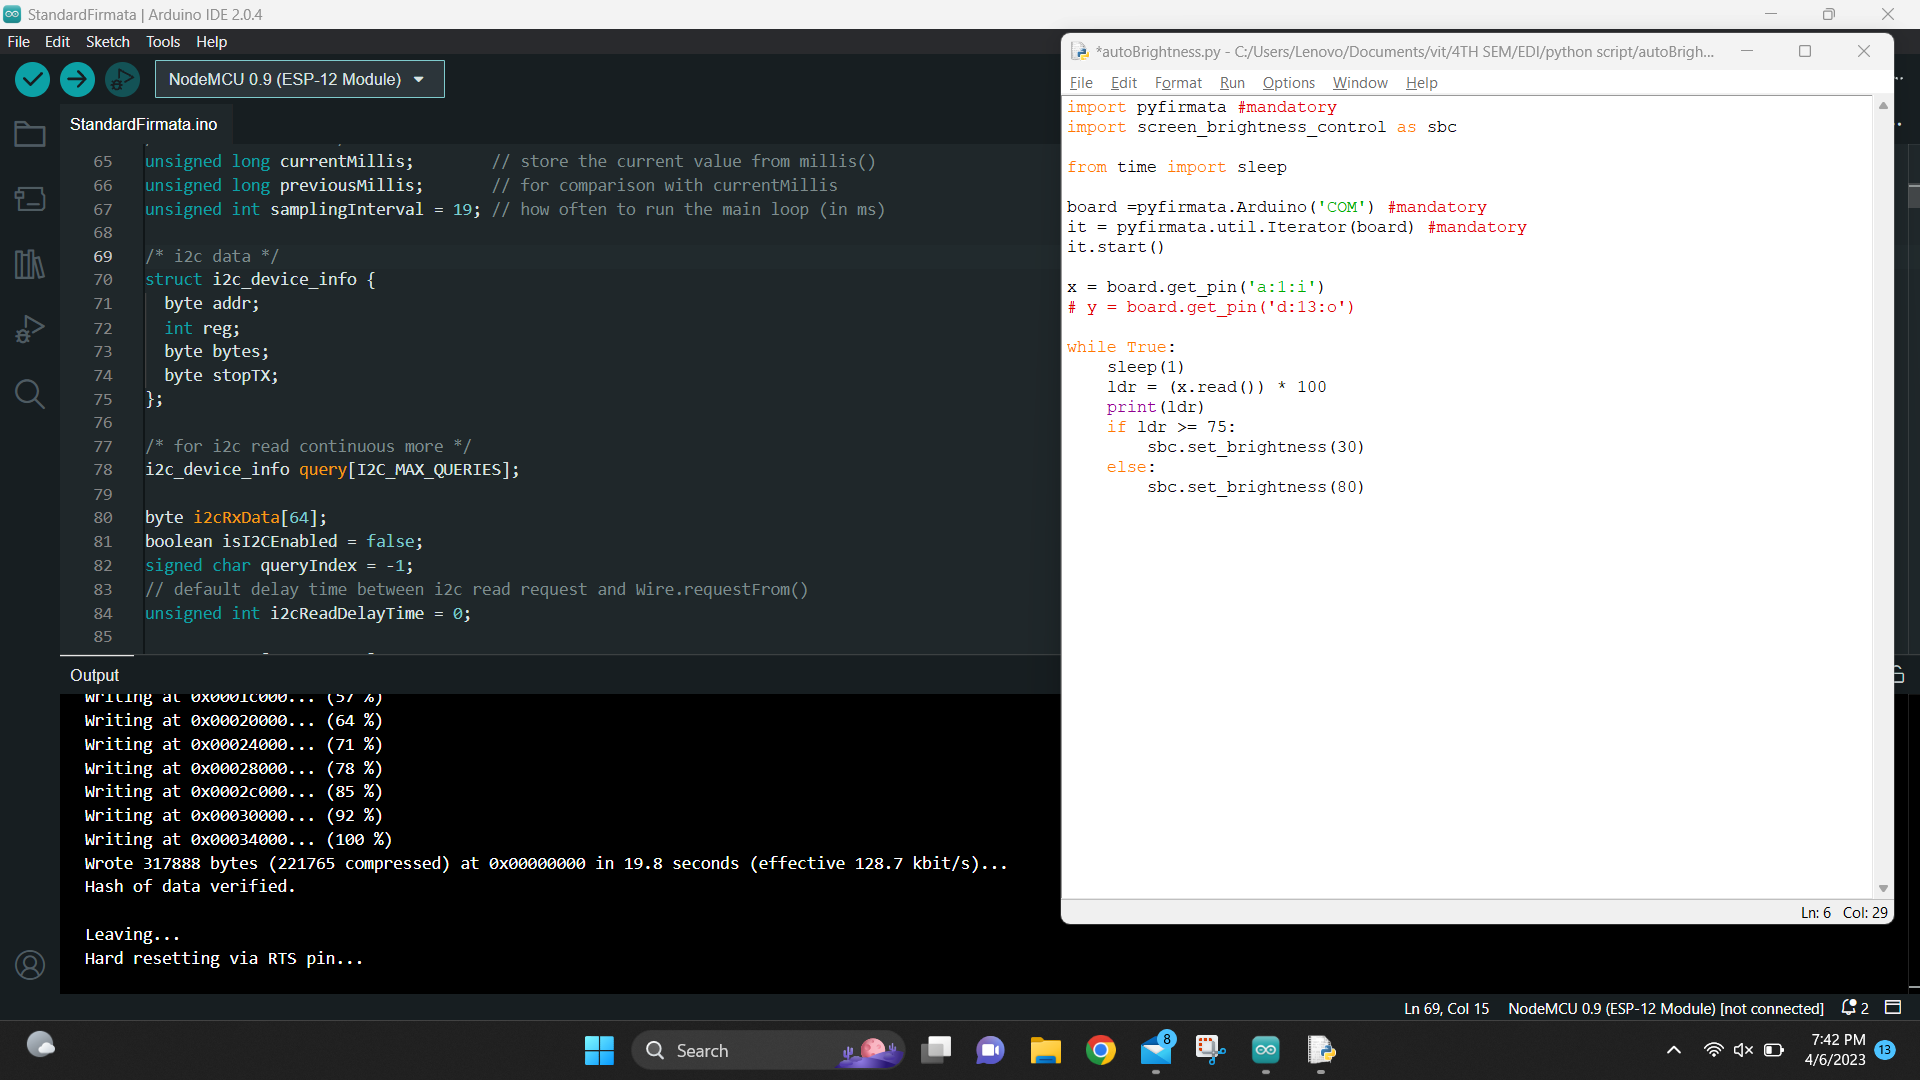 StandardFirmata | Arduino IDE 2.0.4
File Edit Sketch Tools Help
NodeMCU 0.9 (ESP-12 Module)
StandardFirmata.ino
65 unsigned long currentMillis; // store the current value from millis()
66 unsigned long previousMillis; // for comparison with currentMillis
67 unsigned int samplingInterval = 19; // how often to run the main loop (in ms)
68
69 /* i2c data */
70 struct i2c_device_info {
71 byte addr;
72 int reg;
73 byte bytes;
74 byte stopTX;
75 };
76
77 /* for i2c read continuous more */
78 i2c_device_info query[I2C_MAX_QUERIES];
79
80 byte i2cRxData[64];
81 boolean isI2CEnabled = false;
82 signed char queryIndex = -1;
83 // default delay time between i2c read request and Wire.requestFrom()
84 unsigned int i2cReadDelayTime = 0;
85
Output
Writing at 0x0001c000... (57 %)
Writing at 0x00020000... (64 %)
Writing at 0x00024000... (71 %)
Writing at 0x00028000... (78 %)
Writing at 0x0002c000... (85 %)
Writing at 0x00030000... (92 %)
Writing at 0x00034000... (100 %)
Wrote 317888 bytes (221765 compressed) at 0x00000000 in 19.8 seconds (effective 128.7 kbit/s)...
Hash of data verified.
Leaving...
Hard resetting via RTS pin...
*autoBrightness.py - C:/Users/Lenovo/Documents/vit/4TH SEM/EDI/python script/autoBrigh...
File Edit Format Run Options Window Help
import pyfirmata #mandatory
import screen_brightness_control as sbc
from time import sleep
board =pyfirmata.Arduino('COM') #mandatory
it = pyfirmata.util.Iterator(board) #mandatory
it.start()
x = board.get_pin('a:1:i')
# y = board.get_pin('d:13:o')
while True:
sleep(1)
ldr = (x.read()) * 100
print(ldr)
if ldr >= 75:
sbc.set_brightness(30)
else:
sbc.set_brightness(80)
Ln: 6 Col: 29
Ln 69, Col 15 NodeMCU 0.9 (ESP-12 Module) [not connected] 2
Search
8
7:42 PM
4/6/2023
13